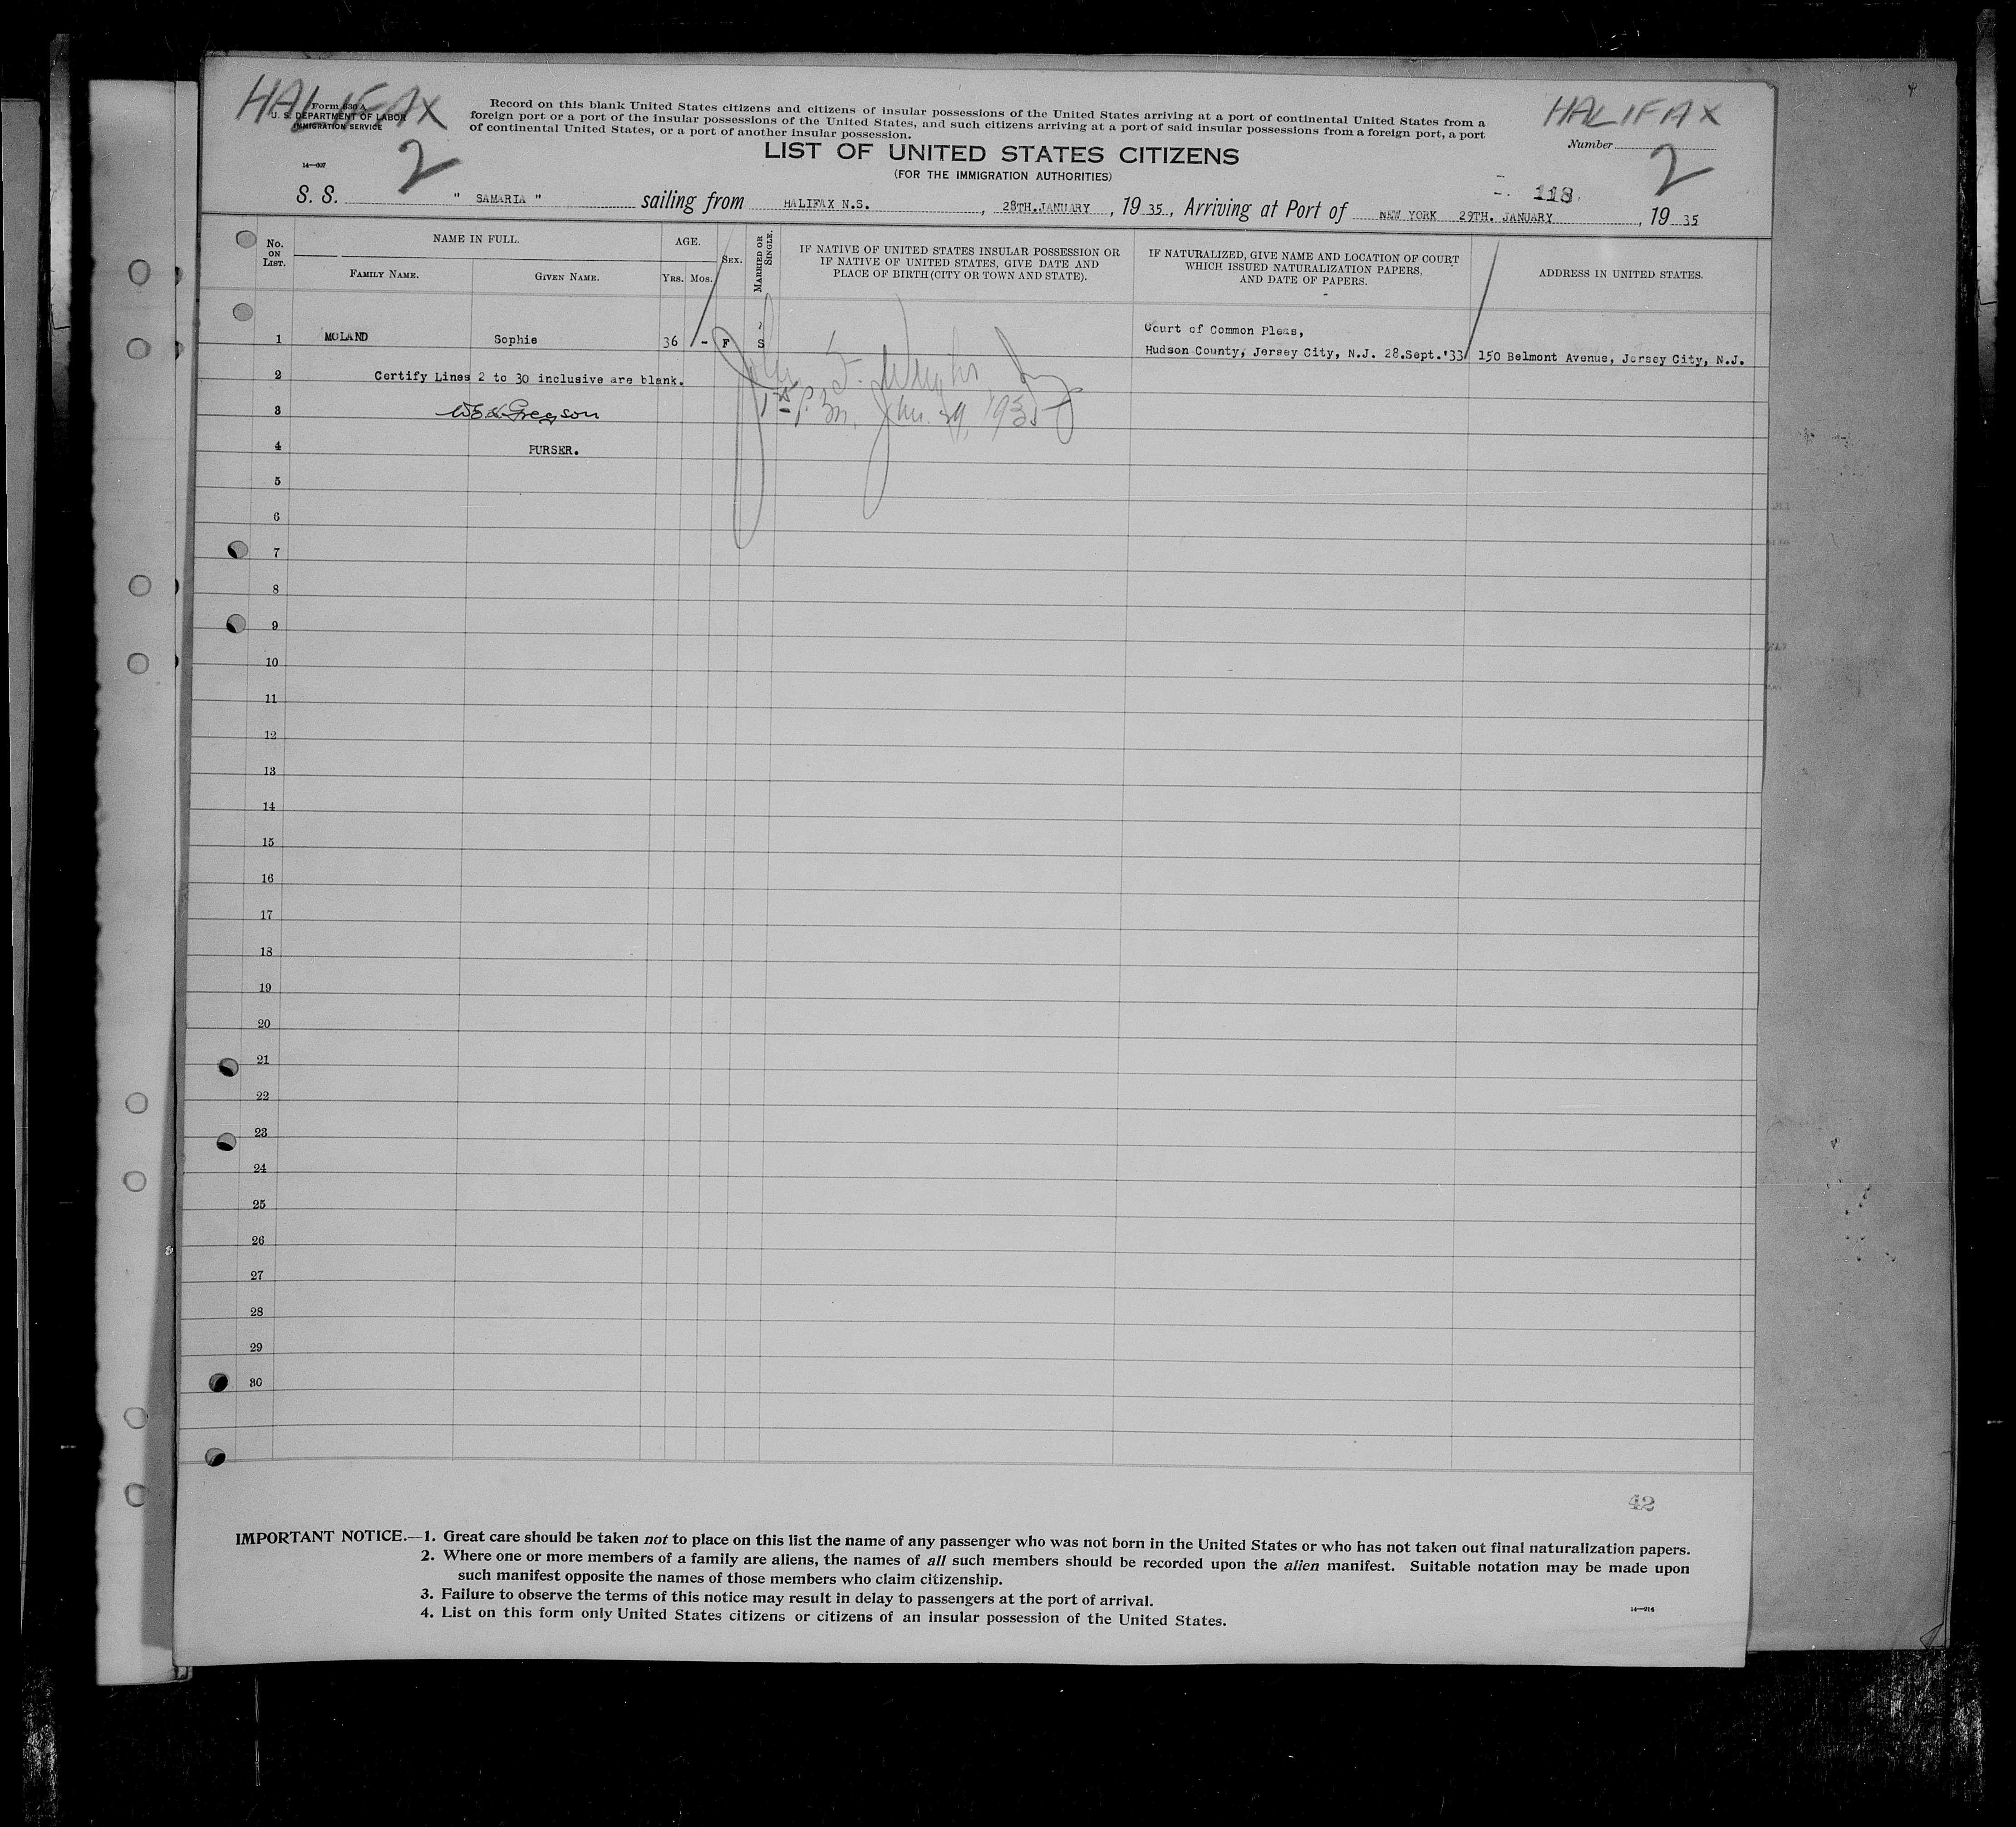 HALIFAX
Form 630 A
U. S. DEPARTMENT OF LABOR
IMMIGRATION SERVICE
14—607
2
Record on this blank United States citizens and citizens of insular possessions of the United States arriving at a port of continental United States from a
foreign port or a port of the insular possessions of the United States, and such citizens arriving at a port of said insular possessions from a foreign port, a port
of continental United States, or a port of another insular possession.
HALIFAX
Number
2
LIST OF UNITED STATES CITIZENS
(FOR THE IMMIGRATION AUTHORITIES)
118
S. S. " SAMARIA " sailing from HALIFAX N.S. , 28TH.JANUARY , 19 35 , Arriving at Port of NEW YORK 29TH. JANUARY , 19 35
No. ON LIST.
NAME IN FULL.
FAMILY NAME. GIVEN NAME.
AGE.
YRS. MOS.
SEX.
MARRIED OR SINGLE.
IF NATIVE OF UNITED STATES INSULAR POSSESSION OR
IF NATIVE OF UNITED STATES, GIVE DATE AND
PLACE OF BIRTH (CITY OR TOWN AND STATE).
IF NATURALIZED, GIVE NAME AND LOCATION OF COURT
WHICH ISSUED NATURALIZATION PAPERS,
AND DATE OF PAPERS.
ADDRESS IN UNITED STATES.
Court of Common Pleas,
1 MOLAND Sophie 36 - F S Hudson County, Jersey City, N.J. 28.Sept.'33 150 Belmont Avenue, Jersey City, N.J.
2 Certify Lines 2 to 30 inclusive are blank.
3 Gregson Jan. 29, 1935
4 PURSER.
5
6
7
8
9
10
11
12
13
14
15
16
17
18
19
20
21
22
23
24
25
26
27
28
29
30
42
IMPORTANT NOTICE.—1. Great care should be taken not to place on this list the name of any passenger who was not born in the United States or who has not taken out final naturalization papers.
2. Where one or more members of a family are aliens, the names of all such members should be recorded upon the alien manifest. Suitable notation may be made upon
such manifest opposite the names of those members who claim citizenship.
3. Failure to observe the terms of this notice may result in delay to passengers at the port of arrival.
4. List on this form only United States citizens or citizens of an insular possession of the United States.
14—914